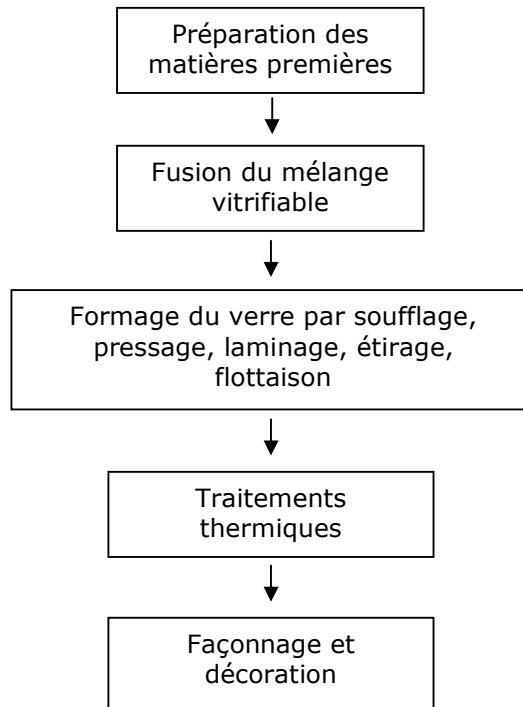 Préparation des
matières premières
Fusion du mélange
vitrifiable
Formage du verre par soufflage,
pressage, laminage, étirage,
flottaison
Traitements
thermiques
Façonnage et
décoration